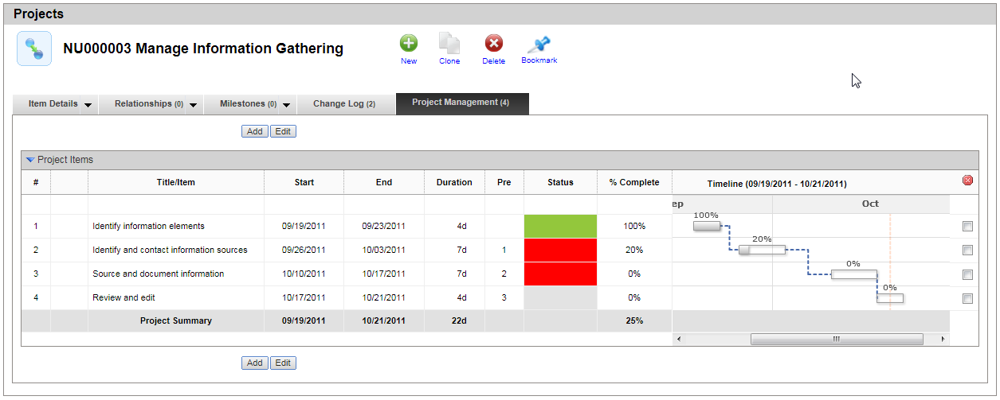 Projects
NU000003 Manage Information Gathering
New Clone Delete Bookmark
Item Details Relationships (0) Milestones (0) Change Log (2) Project Management (4)
Add Edit
Project Items
# Title/Item Start End Duration Pre Status % Complete Timeline (09/19/2011 - 10/21/2011)
ep Oct
1 Identify information elements 09/19/2011 09/23/2011 4d 100% 100%
2 Identify and contact information sources 09/26/2011 10/03/2011 7d 1 20% 20%
3 Source and document information 10/10/2011 10/17/2011 7d 2 0% 0%
4 Review and edit 10/17/2011 10/21/2011 4d 3 0% 0%
Project Summary 09/19/2011 10/21/2011 22d 25%
Add Edit